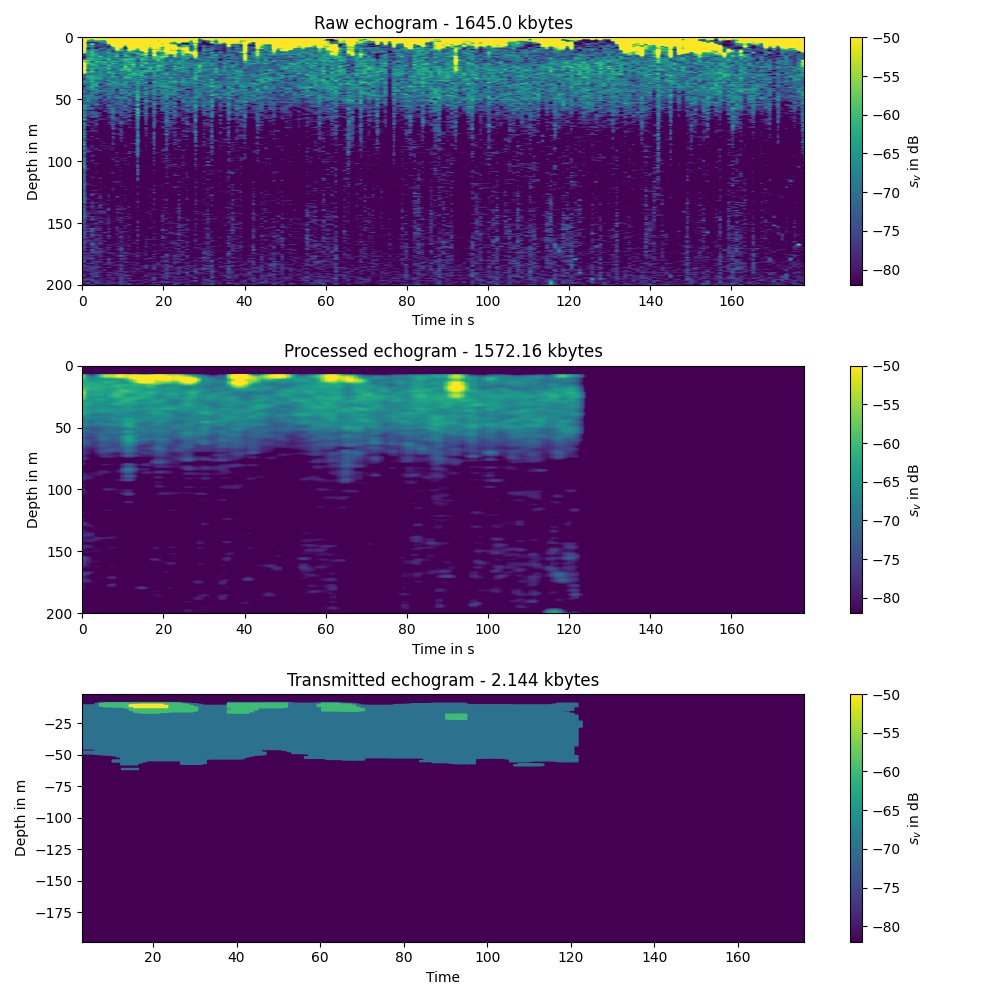 Raw echogram - 1645.0 kbytes
0
50
100
150
200
Depth in m
0 20 40 60 80 100 120 140 160
Time in s
−50
−55
−60
−65
−70
−75
−80
sv in dB
Processed echogram - 1572.16 kbytes
0
50
100
150
200
Depth in m
0 20 40 60 80 100 120 140 160
Time in s
−50
−55
−60
−65
−70
−75
−80
sv in dB
Transmitted echogram - 2.144 kbytes
−25
−50
−75
−100
−125
−150
−175
Depth in m
20 40 60 80 100 120 140 160
Time
−50
−55
−60
−65
−70
−75
−80
sv in dB